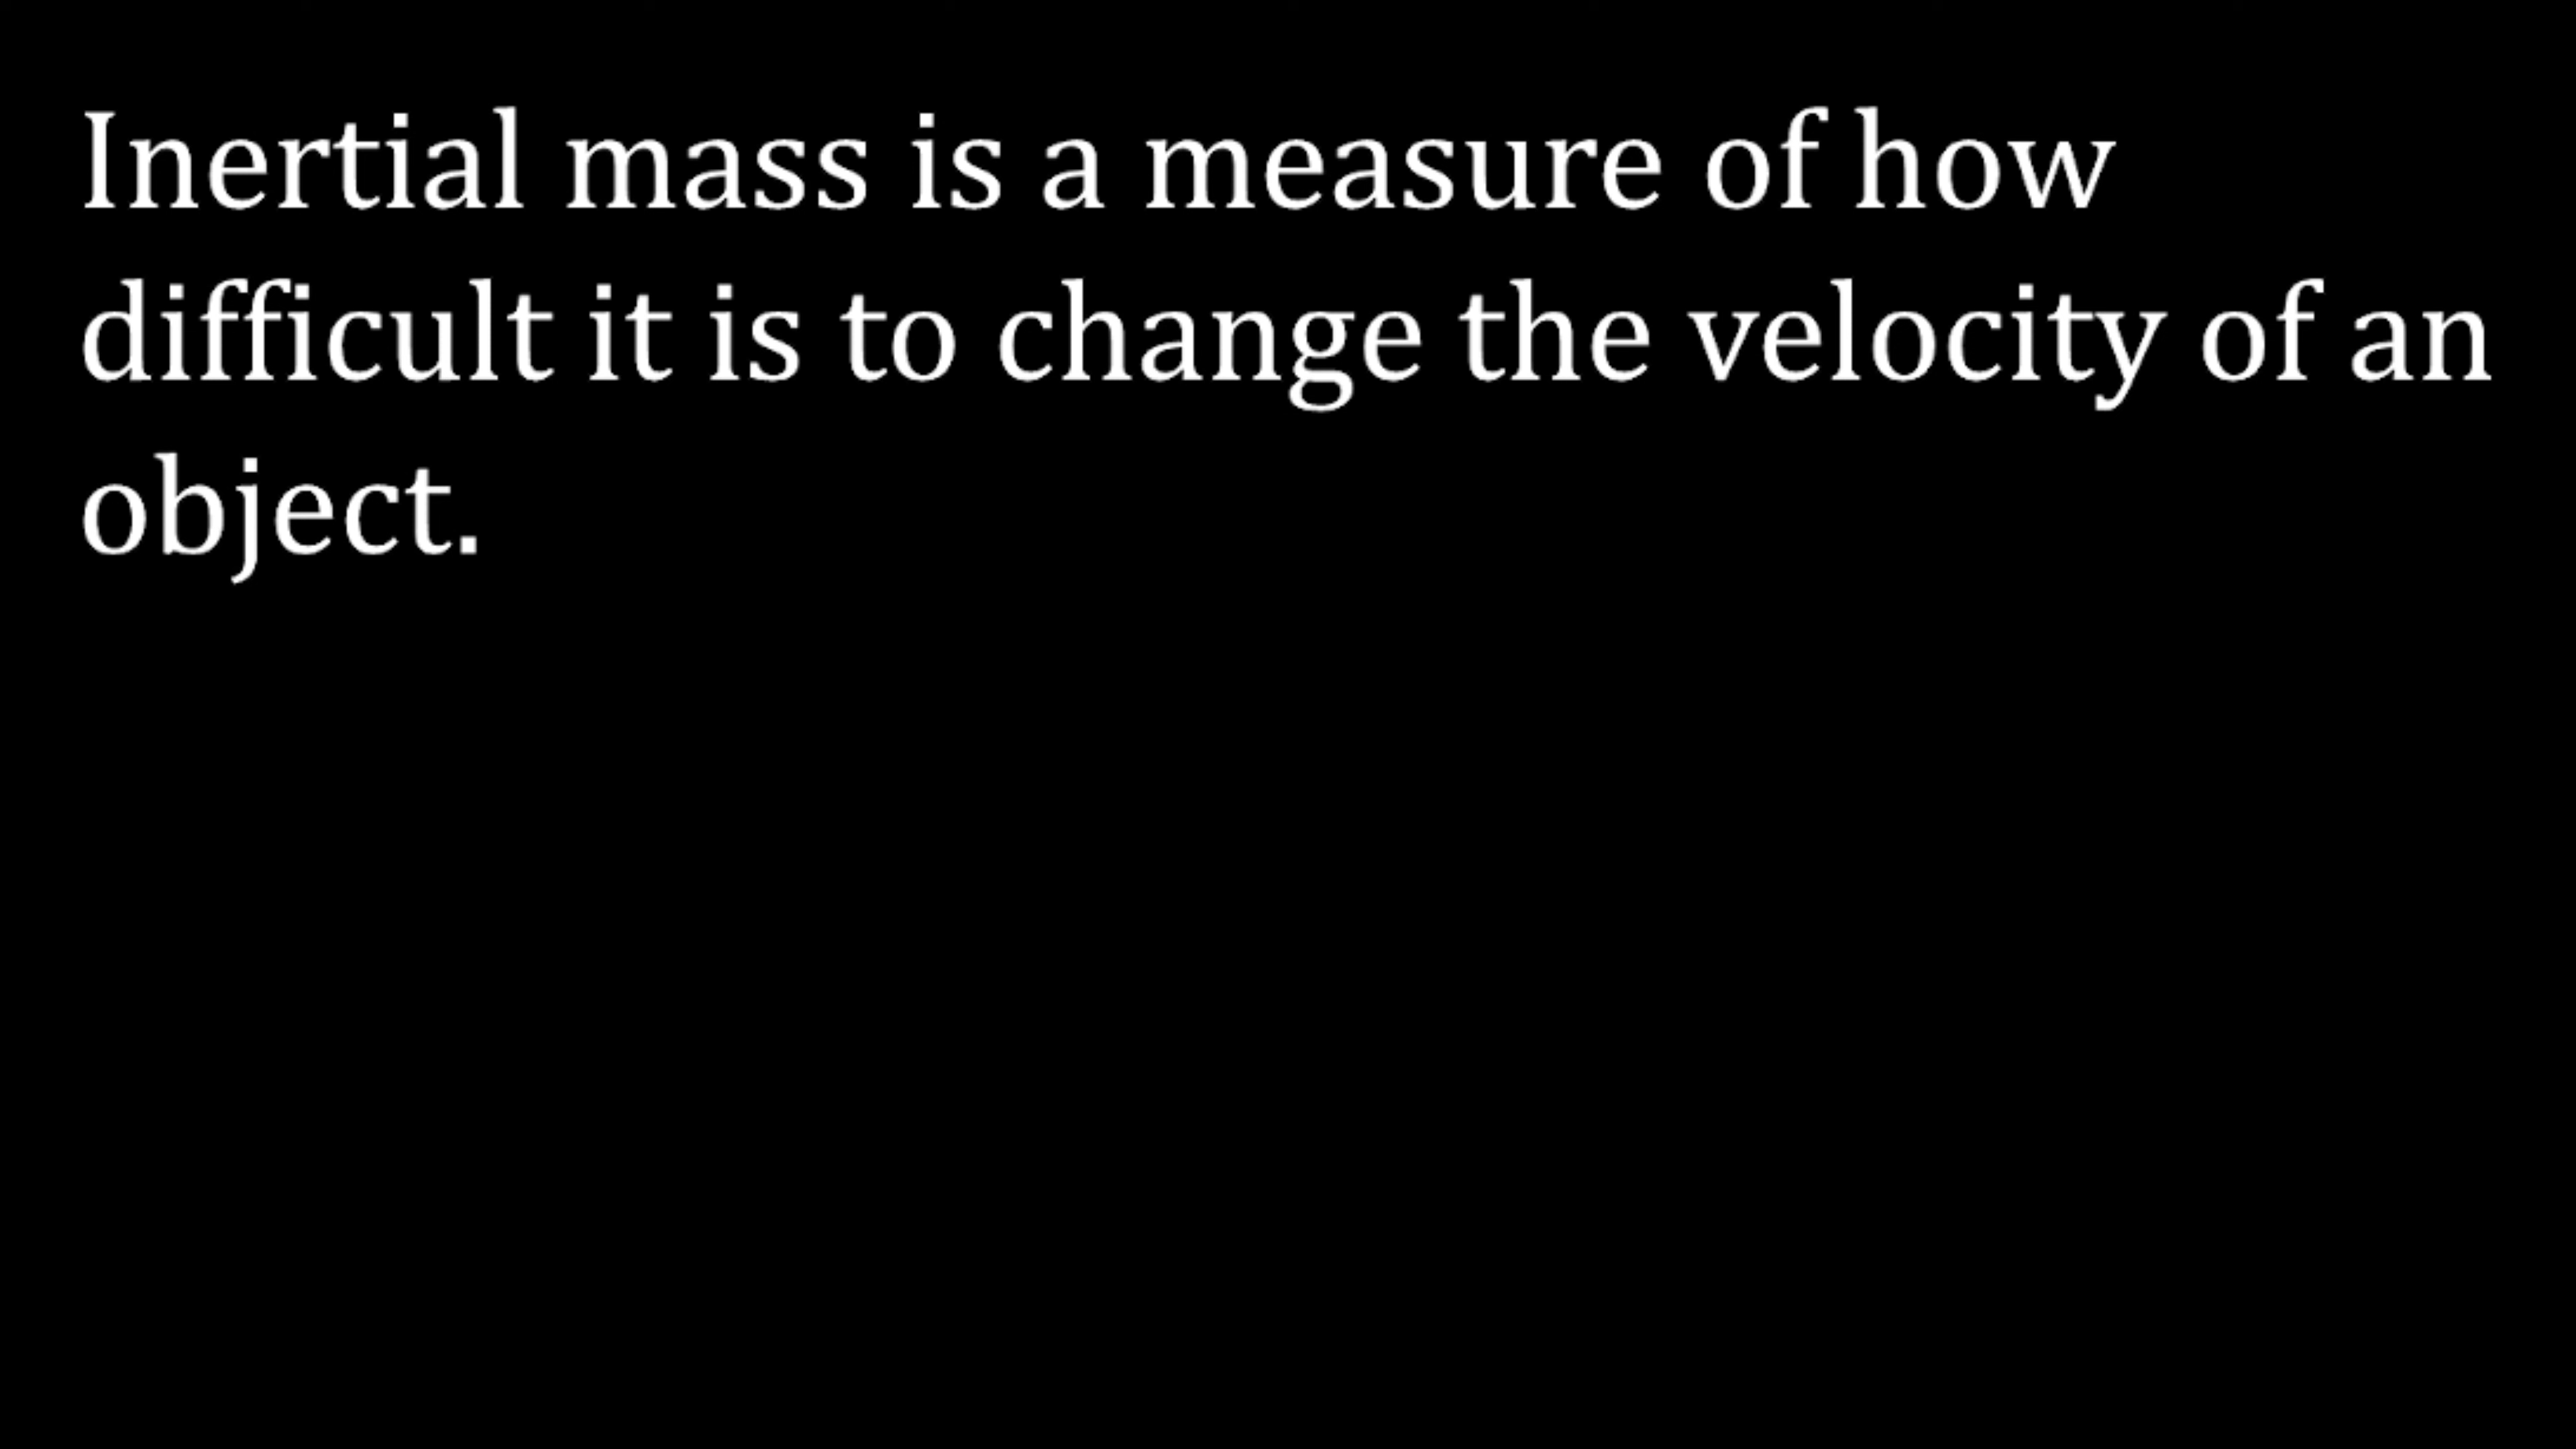 Inertial mass is a measure of how
difficult it is to change the velocity of an
object.